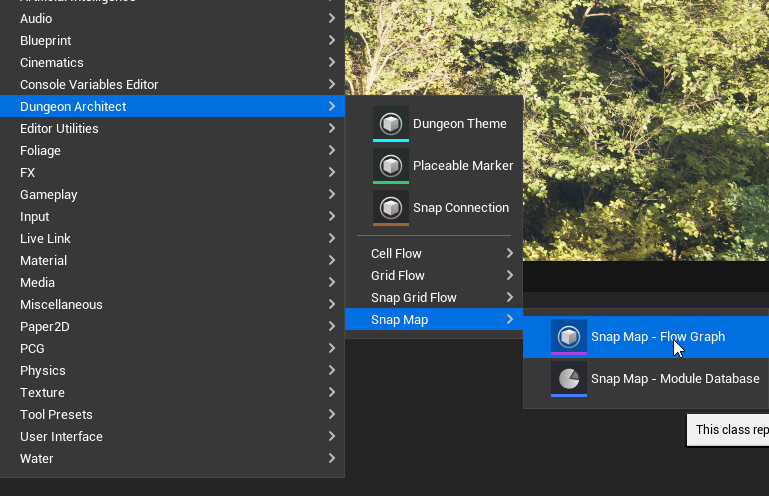 Artificial Intelligence
Audio
Blueprint
Cinematics
Console Variables Editor
Dungeon Architect
Editor Utilities
Foliage
FX
Gameplay
Input
Live Link
Material
Media
Miscellaneous
Paper2D
PCG
Physics
Texture
Tool Presets
User Interface
Water
Dungeon Theme
Placeable Marker
Snap Connection
Cell Flow
Grid Flow
Snap Grid Flow
Snap Map
Snap Map - Flow Graph
Snap Map - Module Database
This class rep